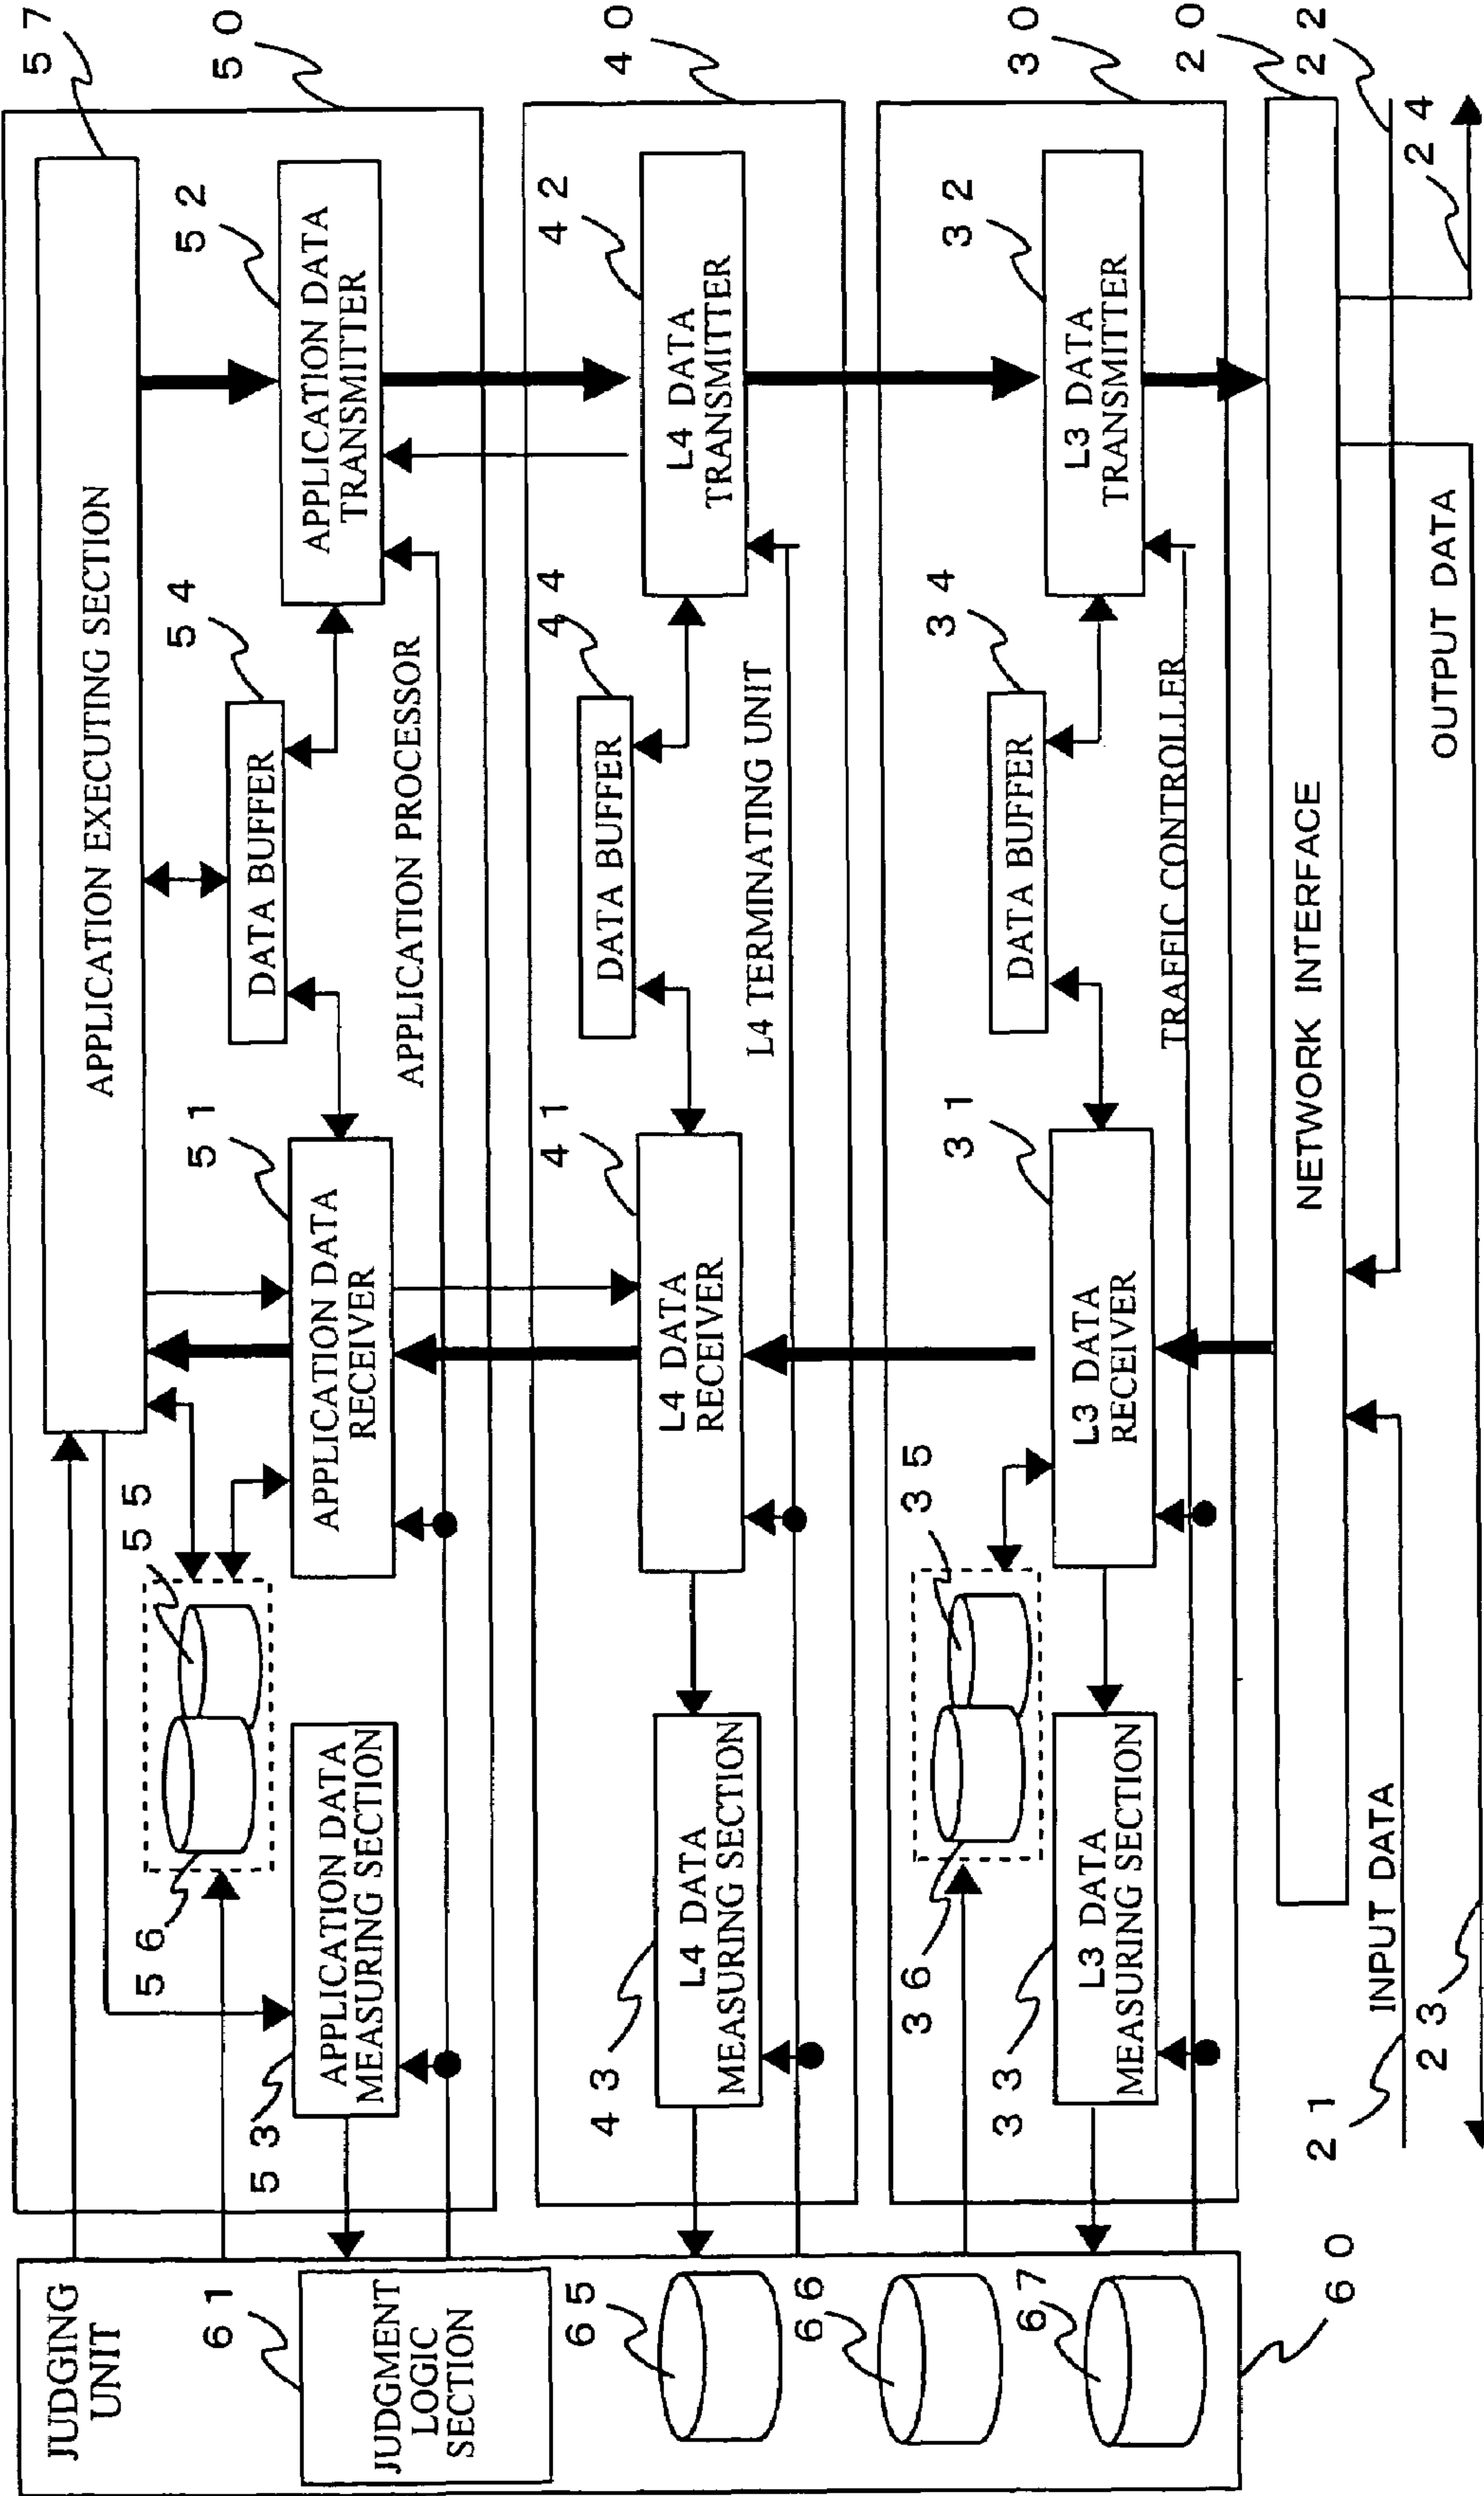 JUDGING
UNIT
61
JUDGMENT
LOGIC
SECTION
65
66
67
60
57
APPLICATION EXECUTING SECTION
50
56
55
53
APPLICATION DATA
MEASURING SECTION
51
APPLICATION DATA
RECEIVER
54
DATA BUFFER
52
APPLICATION DATA
TRANSMITTER
APPLICATION PROCESSOR
40
43
L4 DATA
MEASURING SECTION
41
L4 DATA
RECEIVER
44
DATA BUFFER
42
L4 DATA
TRANSMITTER
L4 TERMINATING UNIT
30
36
35
33
L3 DATA
MEASURING SECTION
31
L3 DATA
RECEIVER
34
DATA BUFFER
32
L3 DATA
TRANSMITTER
TRAFFIC CONTROLLER
20
NETWORK INTERFACE
22
21
INPUT DATA
24
23
OUTPUT DATA